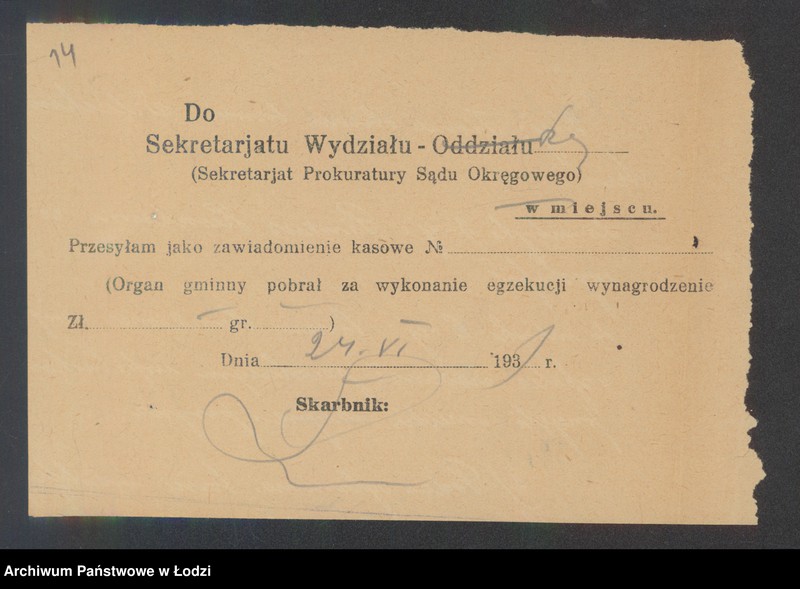 14
Do
Sekretarjatu Wydziału - Oddziału
(Sekretarjat Prokuratury Sądu Okręgowego)
w miejscu.
Przesyłam jako zawiadomienie kasowe №
(Organ gminny pobrał za wykonanie egzekucji wynagrodzenie
Zł. — gr. — )
Dnia 24. VI 193 r.
Skarbnik:
Archiwum Państwowe w Łodzi